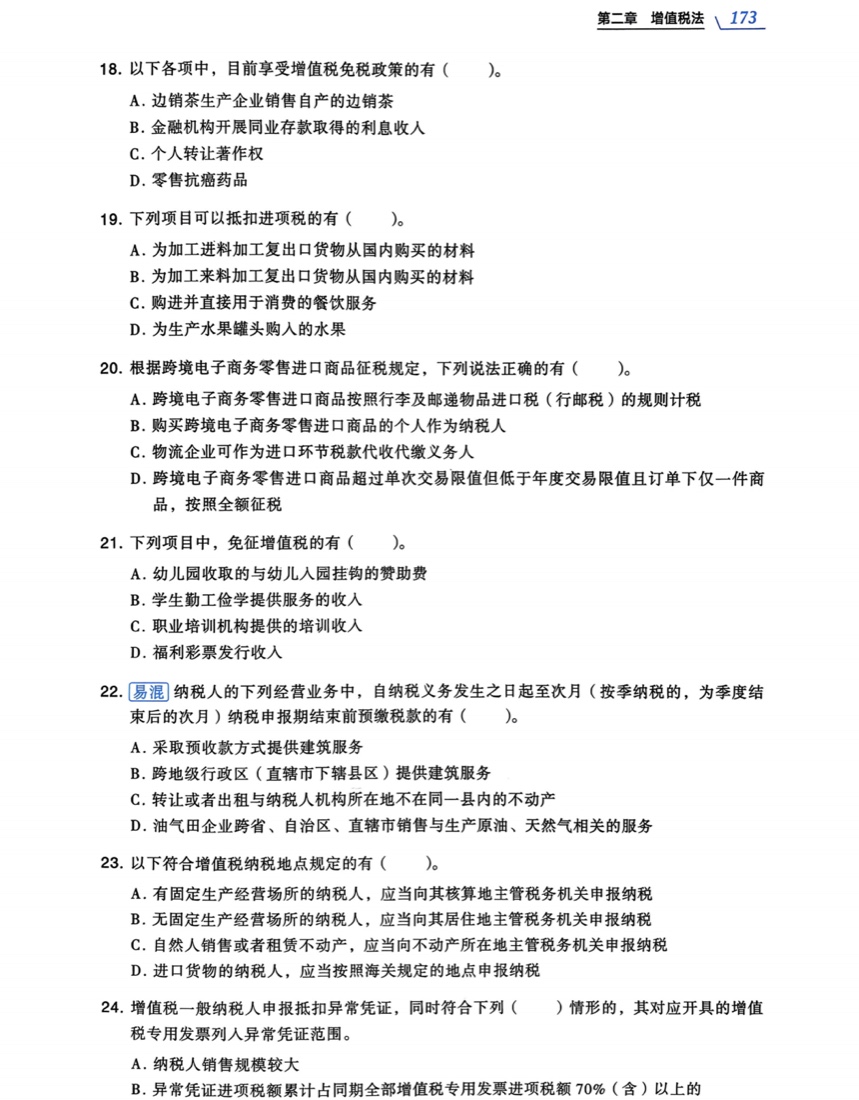 第二章 增值税法 173
18. 以下各项中，目前享受增值税免税政策的有（ ）。
A. 边销茶生产企业销售自产的边销茶
B. 金融机构开展同业存款取得的利息收入
C. 个人转让著作权
D. 零售抗癌药品
19. 下列项目可以抵扣进项税的有（ ）。
A. 为加工进料加工复出口货物从国内购买的材料
B. 为加工来料加工复出口货物从国内购买的材料
C. 购进并直接用于消费的餐饮服务
D. 为生产水果罐头购入的水果
20. 根据跨境电子商务零售进口商品征税规定，下列说法正确的有（ ）。
A. 跨境电子商务零售进口商品按照行李及邮递物品进口税（行邮税）的规则计税
B. 购买跨境电子商务零售进口商品的个人作为纳税人
C. 物流企业可作为进口环节税款代收代缴义务人
D. 跨境电子商务零售进口商品超过单次交易限值但低于年度交易限值且订单下仅一件商
品，按照全额征税
21. 下列项目中，免征增值税的有（ ）。
A. 幼儿园收取的与幼儿入园挂钩的赞助费
B. 学生勤工俭学提供服务的收入
C. 职业培训机构提供的培训收入
D. 福利彩票发行收入
22. 易混 纳税人的下列经营业务中，自纳税义务发生之日起至次月（按季纳税的，为季度结
束后的次月）纳税申报期结束前预缴税款的有（ ）。
A. 采取预收款方式提供建筑服务
B. 跨地级行政区（直辖市下辖县区）提供建筑服务
C. 转让或者出租与纳税人机构所在地不在同一县内的不动产
D. 油气田企业跨省、自治区、直辖市销售与生产原油、天然气相关的服务
23. 以下符合增值税纳税地点规定的有（ ）。
A. 有固定生产经营场所的纳税人，应当向其核算地主管税务机关申报纳税
B. 无固定生产经营场所的纳税人，应当向其居住地主管税务机关申报纳税
C. 自然人销售或者租赁不动产，应当向不动产所在地主管税务机关申报纳税
D. 进口货物的纳税人，应当按照海关规定的地点申报纳税
24. 增值税一般纳税人申报抵扣异常凭证，同时符合下列（ ）情形的，其对应开具的增值
税专用发票列入异常凭证范围。
A. 纳税人销售规模较大
B. 异常凭证进项税额累计占同期全部增值税专用发票进项税额 70%（含）以上的